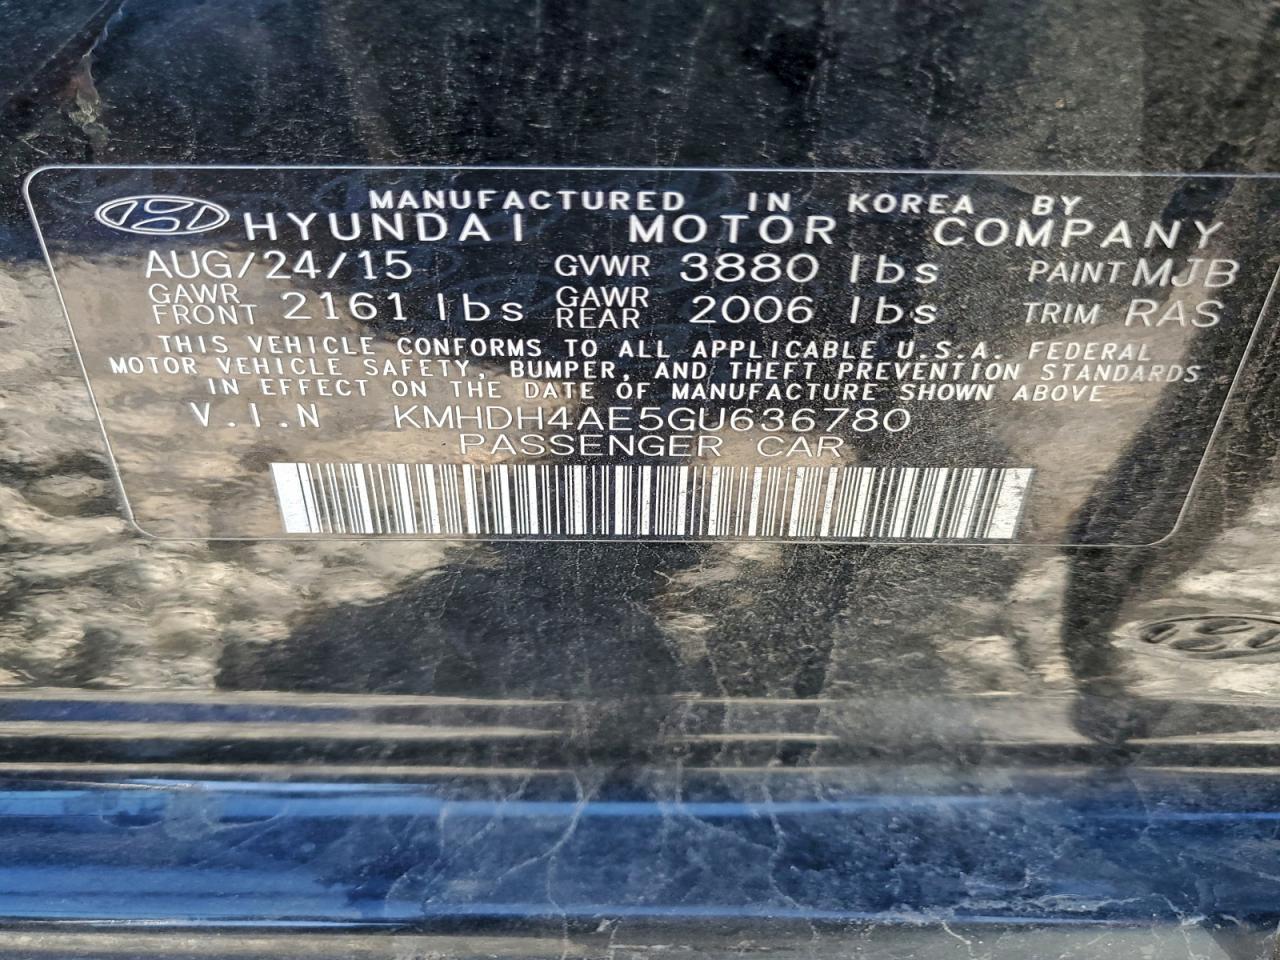 MANUFACTURED IN KOREA BY
HYUNDAI MOTOR COMPANY
AUG/24/15 GVWR 3880 lbs PAINT MJB
GAWR FRONT 2161 lbs GAWR REAR 2006 lbs TRIM RAS
THIS VEHICLE CONFORMS TO ALL APPLICABLE U.S.A. FEDERAL
MOTOR VEHICLE SAFETY, BUMPER, AND THEFT PREVENTION STANDARDS
IN EFFECT ON THE DATE OF MANUFACTURE SHOWN ABOVE
V.I.N KMHDH4AE5GU636780
PASSENGER CAR